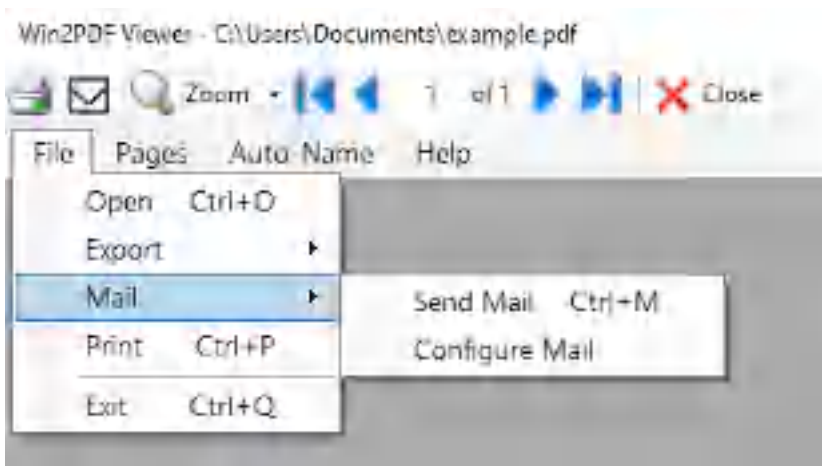 Win2PDF Viewer - C:\Users\Documents\example.pdf
Zoom 1 of 1 Close
File Pages Auto-Name Help
Open Ctrl+O
Export
Mail
Send Mail Ctrl+M
Configure Mail
Print Ctrl+P
Exit Ctrl+Q